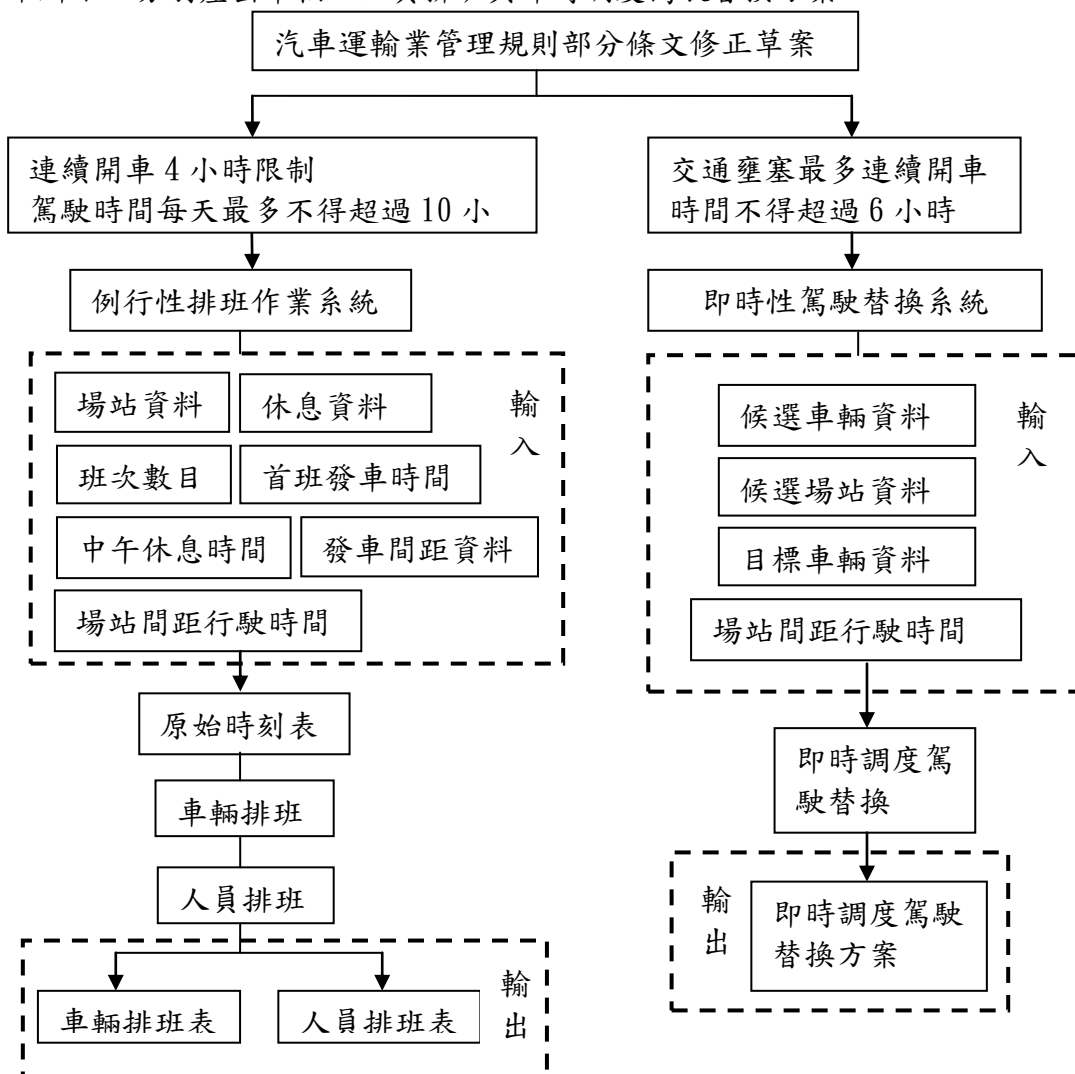 汽車運輸業管理規則部分條文修正草案
連續開車 4 小時限制
駕駛時間每天最多不得超過 10 小
交通壅塞最多連續開車
時間不得超過 6 小時
例行性排班作業系統
即時性駕駛替換系統
輸入
場站資料
休息資料
班次數目
首班發車時間
中午休息時間
發車間距資料
場站間距行駛時間
輸入
候選車輛資料
候選場站資料
目標車輛資料
場站間距行駛時間
原始時刻表
車輛排班
人員排班
即時調度駕
駛替換
輸出
車輛排班表
人員排班表
輸出
即時調度駕駛
替換方案